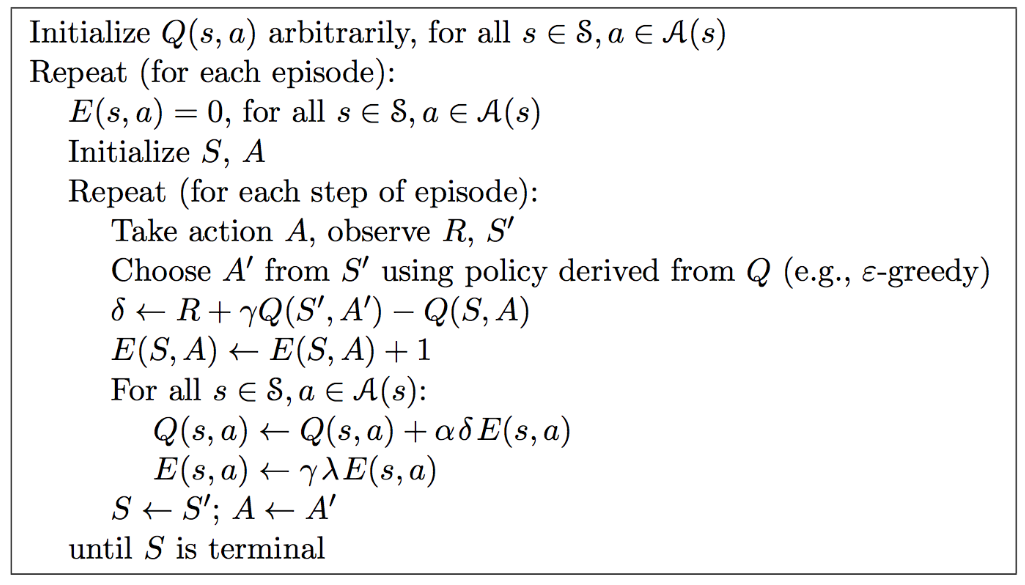 Initialize Q(s, a) arbitrarily, for all s ∈ 𝒮, a ∈ 𝒜(s)
Repeat (for each episode):
E(s, a) = 0, for all s ∈ 𝒮, a ∈ 𝒜(s)
Initialize S, A
Repeat (for each step of episode):
Take action A, observe R, S′
Choose A′ from S′ using policy derived from Q (e.g., ε-greedy)
δ ← R + γQ(S′, A′) − Q(S, A)
E(S, A) ← E(S, A) + 1
For all s ∈ 𝒮, a ∈ 𝒜(s):
Q(s, a) ← Q(s, a) + αδE(s, a)
E(s, a) ← γλE(s, a)
S ← S′; A ← A′
until S is terminal